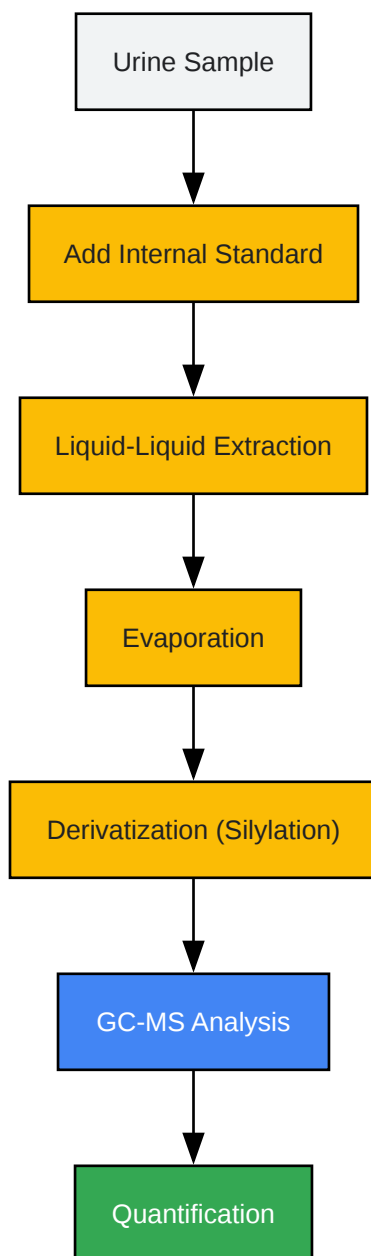 Urine Sample
Add Internal Standard
Liquid-Liquid Extraction
Evaporation
Derivatization (Silylation)
GC-MS Analysis
Quantification